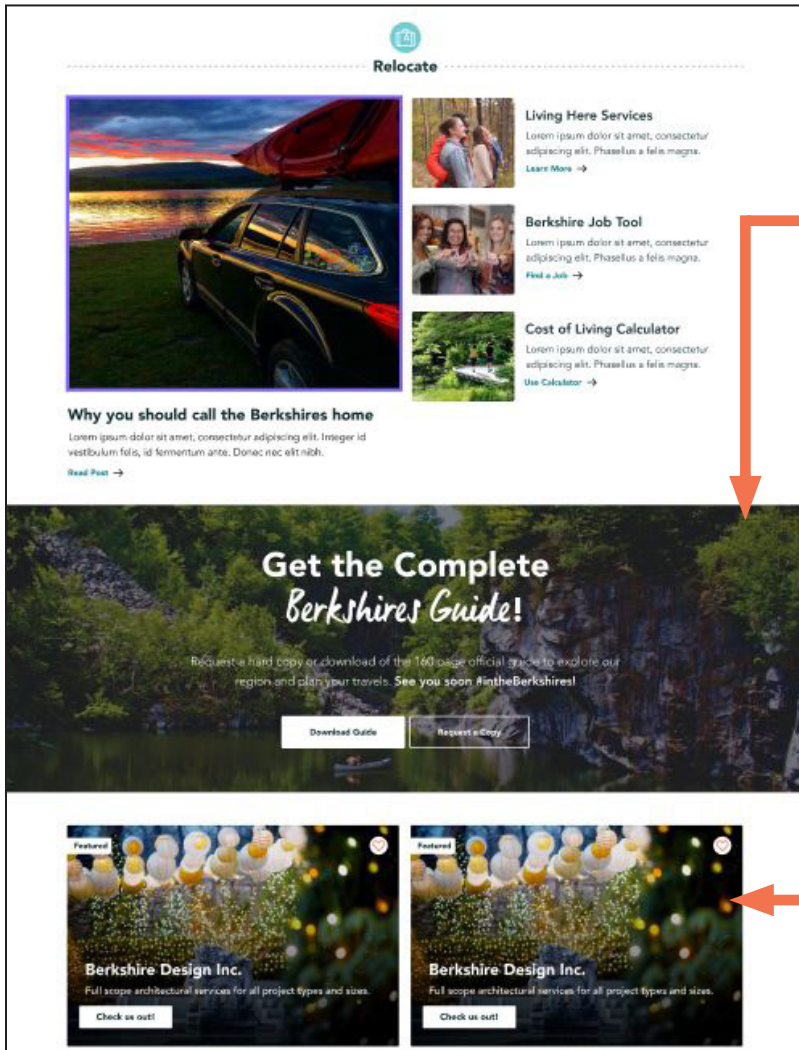 Relocate
Living Here Services
Lorem ipsum dolor sit amet, consectetur
adipiscing elit. Phasellus a felis magna.
Learn More →
Berkshire Job Tool
Lorem ipsum dolor sit amet, consectetur
adipiscing elit. Phasellus a felis magna.
Find a Job →
Cost of Living Calculator
Lorem ipsum dolor sit amet, consectetur
adipiscing elit. Phasellus a felis magna.
Use Calculator →
Why you should call the Berkshires home
Lorem ipsum dolor sit amet, consectetur adipiscing elit. Integer id
vestibulum felis, id fermentum ante. Donec nec elit nibh.
Read Post →
Get the Complete
Berkshires Guide!
Request a hard copy or download of the 160 page official guide to explore our
region and plan your travels. See you soon #intheBerkshires!
Download Guide
Request a Copy
Featured
Berkshire Design Inc.
Full scope architectural services for all project types and sizes.
Check us out!
Featured
Berkshire Design Inc.
Full scope architectural services for all project types and sizes.
Check us out!